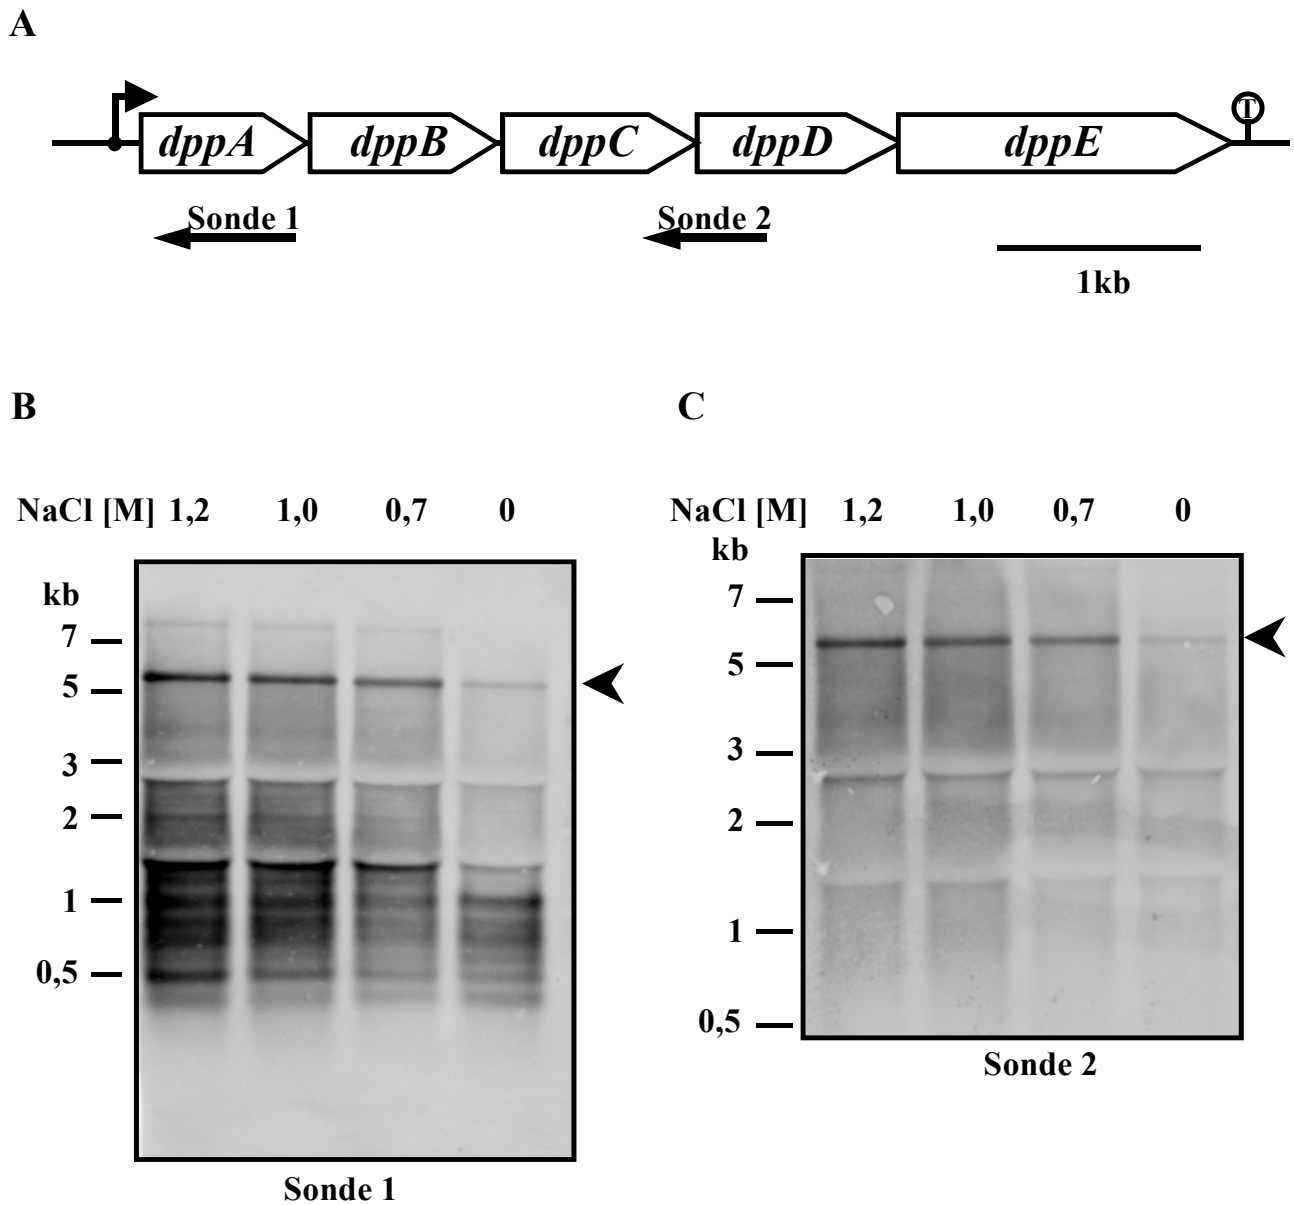 A
T
dppA dppB dppC dppD dppE
Sonde 1 Sonde 2
1kb
B C
NaCl [M] 1,2 1,0 0,7 0
NaCl [M] 1,2 1,0 0,7 0
kb
7
5
3
2
1
0,5
Sonde 1
kb
7
5
3
2
1
0,5
Sonde 2